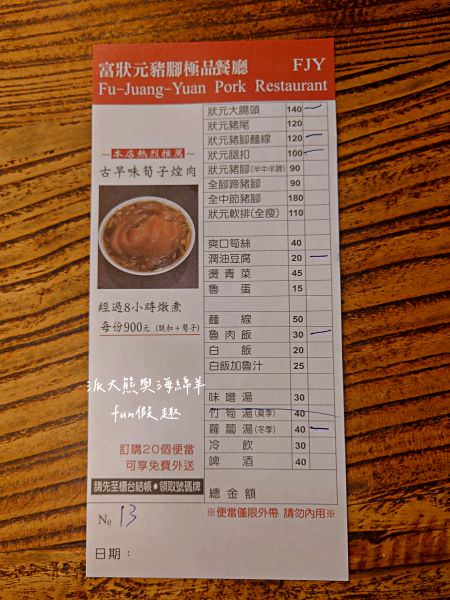 富狀元豬腳極品餐廳 FJY
Fu-Juang-Yuan Pork Restaurant
~本店熱烈推薦~
古早味筍子焢肉
經過8小時燉煮
每份900元 (腿扣+筍子)
派大熊與海綿羊
fun假趣
訂購20個便當
可享免費外送
請先至櫃台結帳●領取號碼牌
№ 13
日期：
狀元大腸頭 140
狀元豬尾 120
狀元豬腳麵線 120
狀元腿扣 100
狀元豬腳(半中半蹄) 90
全腳蹄豬腳 90
全中節豬腳 180
狀元軟排(全瘦) 110
爽口筍絲 40
潤油豆腐 20
燙青菜 45
魯蛋 15
麵線 50
魯肉飯 30
白飯 20
白飯加魯汁 25
味噌湯 30
竹筍湯(夏季) 40
蘿蔔湯(冬季) 40
冷飲 30
啤酒 40
總金額
※便當僅限外帶 請勿內用※